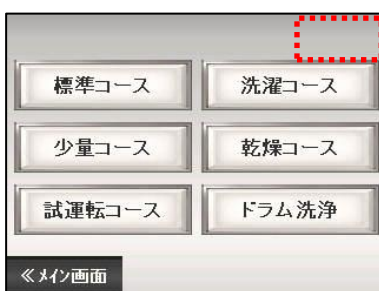 標準コース
洗濯コース
少量コース
乾燥コース
試運転コース
ドラム洗浄
≪メイン画面